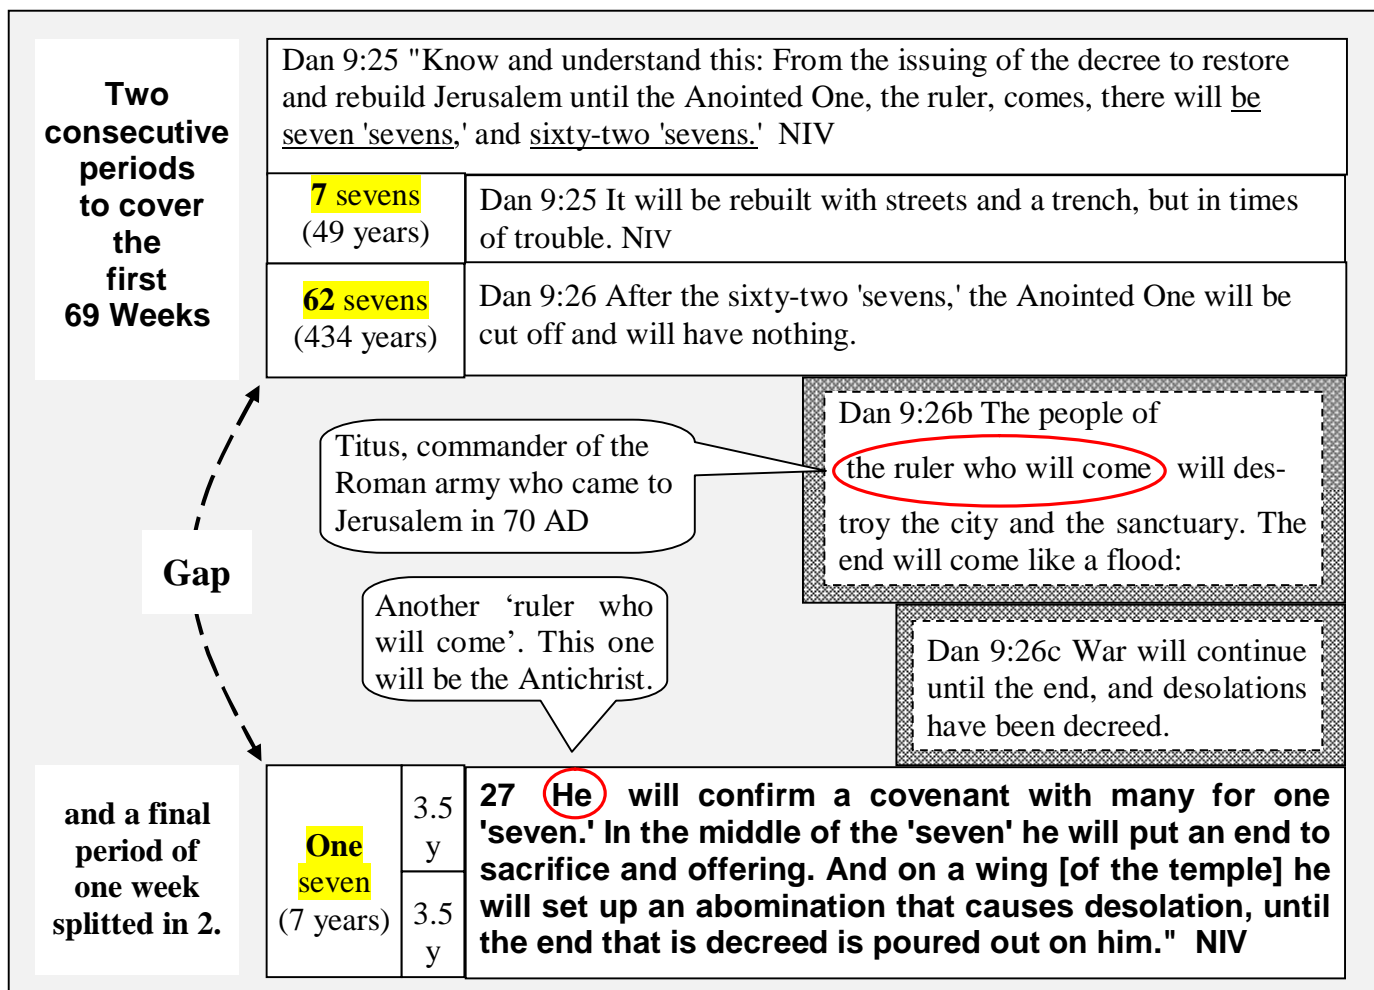 Two
consecutive
periods
to cover
the
first
69 Weeks
Dan 9:25 "Know and understand this: From the issuing of the decree to restore
and rebuild Jerusalem until the Anointed One, the ruler, comes, there will be
seven 'sevens,' and sixty-two 'sevens.' NIV
7 sevens
(49 years)
Dan 9:25 It will be rebuilt with streets and a trench, but in times
of trouble. NIV
62 sevens
(434 years)
Dan 9:26 After the sixty-two 'sevens,' the Anointed One will be
cut off and will have nothing.
Dan 9:26b The people of
the ruler who will come will des-
troy the city and the sanctuary. The
end will come like a flood:
Titus, commander of the
Roman army who came to
Jerusalem in 70 AD
Gap
Another ‘ruler who
will come’. This one
will be the Antichrist.
Dan 9:26c War will continue
until the end, and desolations
have been decreed.
and a final
period of
one week
splitted in 2.
One
seven
(7 years)
3.5
y
3.5
y
27 He will confirm a covenant with many for one
'seven.' In the middle of the 'seven' he will put an end to
sacrifice and offering. And on a wing [of the temple] he
will set up an abomination that causes desolation, until
the end that is decreed is poured out on him." NIV